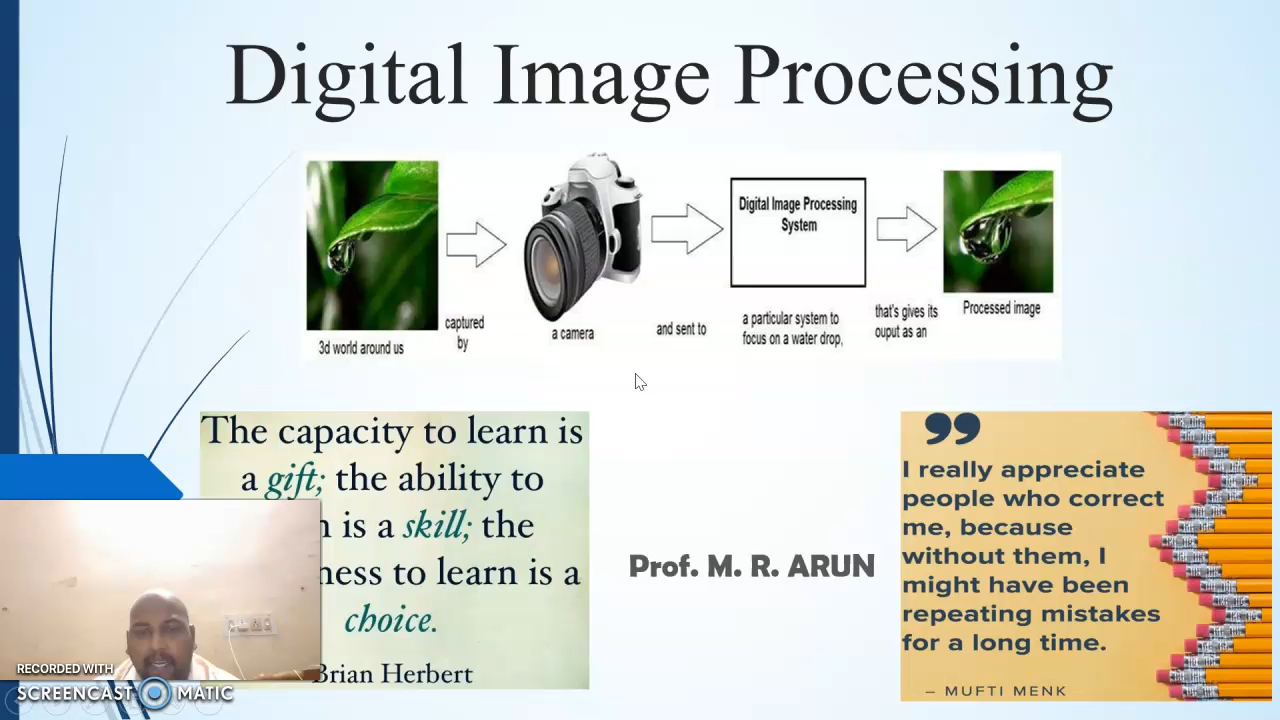 Digital Image Processing
Digital Image Processing
System
3d world around us
captured
by
a camera
and sent to
a particular system to
focus on a water drop,
that's gives its
ouput as an
Processed image
The capacity to learn is
a gift; the ability to
is a skill; the
to learn is a
choice.
Brian Herbert
Prof. M. R. ARUN
I really appreciate
people who correct
me, because
without them, I
might have been
repeating mistakes
for a long time.
– MUFTI MENK
RECORDED WITH
SCREENCAST MATIC